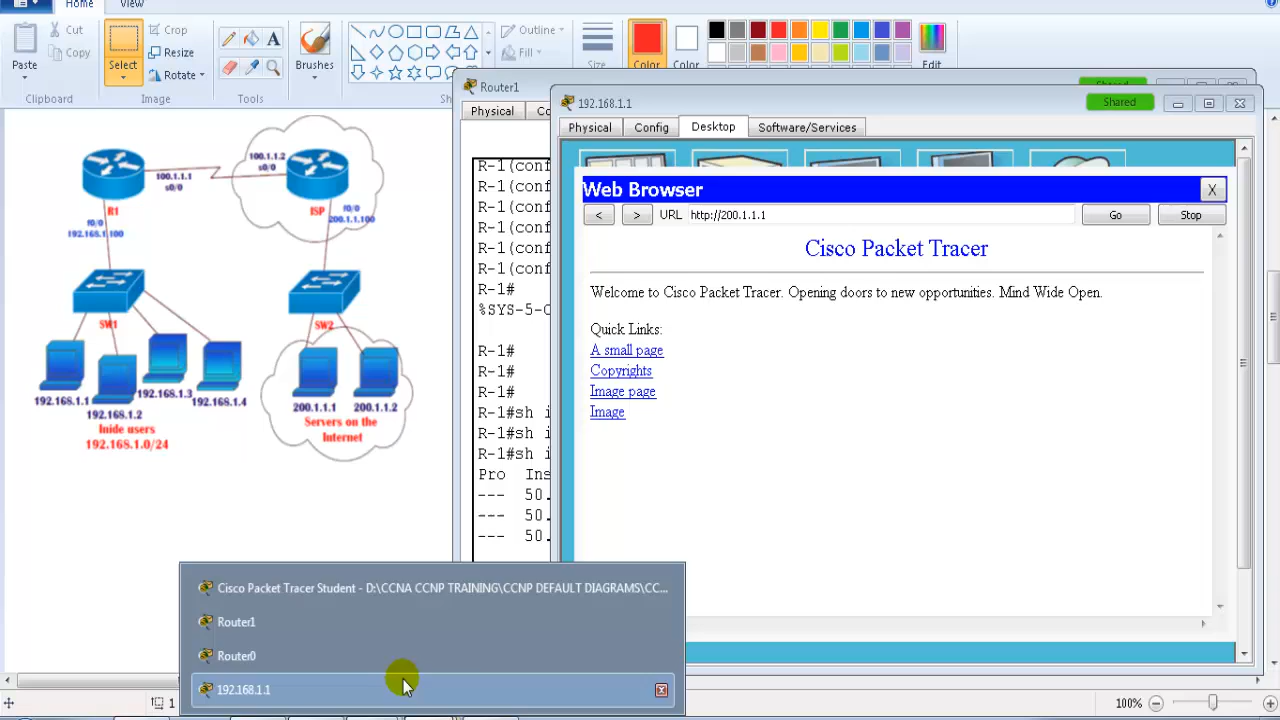 Home View
Cut
Copy
Paste
Clipboard
Select
Crop
Resize
Rotate
Image
A
Tools
Brushes
Outline
Fill
Size
Color
Color
Edit
100.1.1.2
s0/0
100.1.1.1
s0/0
R1
ISP
f0/0
192.168.1.100
f0/0
200.1.1.100
SW1
SW2
192.168.1.1
192.168.1.2
192.168.1.3
192.168.1.4
Inide users
192.168.1.0/24
200.1.1.1
200.1.1.2
Servers on the
Internet
Router1
Physical
R-1(conf
R-1(conf
R-1(conf
R-1(conf
R-1(conf
R-1(conf
R-1#
%SYS-5-C
R-1#
R-1#
R-1#
R-1#sh i
R-1#sh i
R-1#sh i
Pro Ins
--- 50.
--- 50.
--- 50.
192.168.1.1
Shared
Physical Config Desktop Software/Services
Web Browser X
< > URL http://200.1.1.1 Go Stop
Cisco Packet Tracer
Welcome to Cisco Packet Tracer. Opening doors to new opportunities. Mind Wide Open.
Quick Links:
A small page
Copyrights
Image page
Image
Cisco Packet Tracer Student - D:\CCNA CCNP TRAINING\CCNP DEFAULT DIAGRAMS\CC...
Router1
Router0
192.168.1.1
1
100%